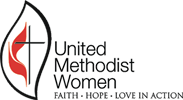 United
Methodist
Women
FAITH • HOPE • LOVE IN ACTION